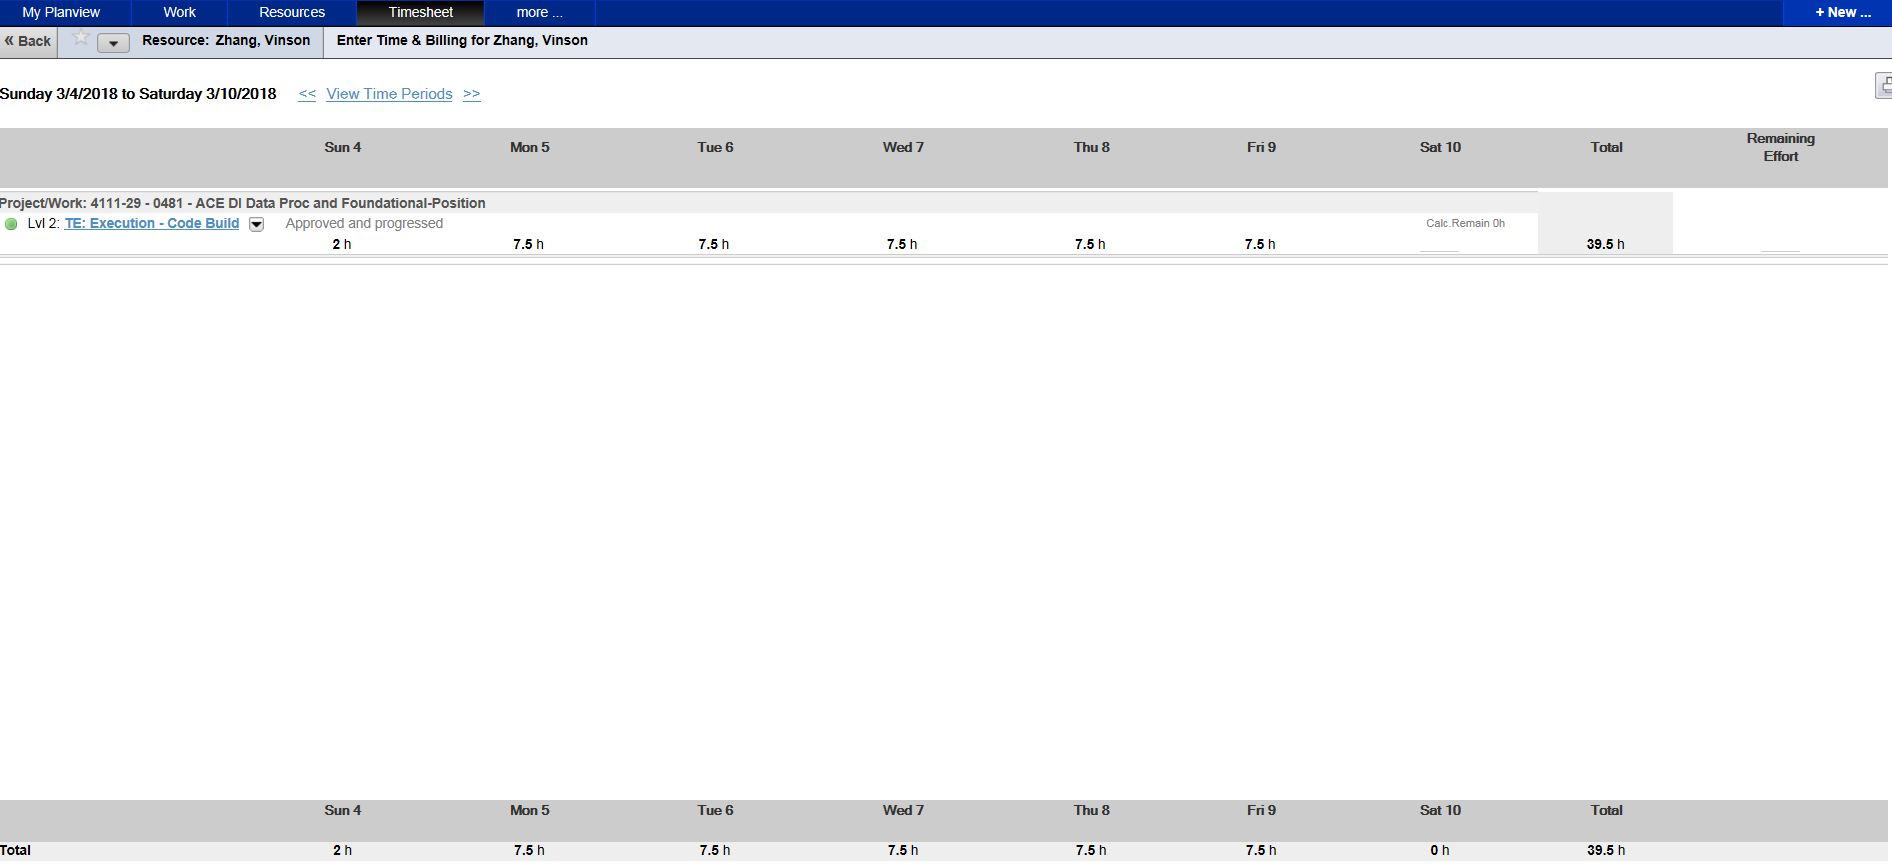 My Planview Work Resources Timesheet more ... + New ...
« Back Resource: Zhang, Vinson Enter Time & Billing for Zhang, Vinson
Sunday 3/4/2018 to Saturday 3/10/2018 << View Time Periods >>
Sun 4 Mon 5 Tue 6 Wed 7 Thu 8 Fri 9 Sat 10 Total Remaining Effort
Project/Work: 4111-29 - 0481 - ACE DI Data Proc and Foundational-Position
Lvl 2: TE: Execution - Code Build Approved and progressed Calc.Remain 0h
2 h 7.5 h 7.5 h 7.5 h 7.5 h 7.5 h 39.5 h
Sun 4 Mon 5 Tue 6 Wed 7 Thu 8 Fri 9 Sat 10 Total
Total 2 h 7.5 h 7.5 h 7.5 h 7.5 h 7.5 h 0 h 39.5 h